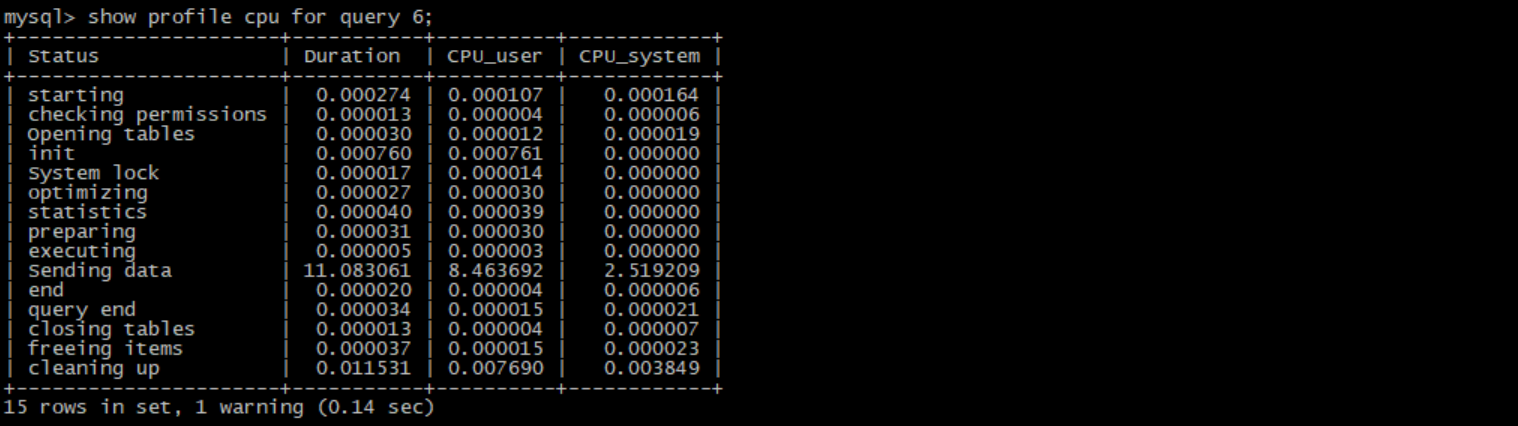 mysql> show profile cpu for query 6;
+----------------------+-----------+----------+------------+
| Status               | Duration  | CPU_user | CPU_system |
+----------------------+-----------+----------+------------+
| starting             |  0.000274 | 0.000107 |   0.000164 |
| checking permissions |  0.000013 | 0.000004 |   0.000006 |
| Opening tables       |  0.000030 | 0.000012 |   0.000019 |
| init                 |  0.000760 | 0.000761 |   0.000000 |
| System lock          |  0.000017 | 0.000014 |   0.000000 |
| optimizing           |  0.000027 | 0.000030 |   0.000000 |
| statistics           |  0.000040 | 0.000039 |   0.000000 |
| preparing            |  0.000031 | 0.000030 |   0.000000 |
| executing            |  0.000005 | 0.000003 |   0.000000 |
| Sending data         | 11.083061 | 8.463692 |   2.519209 |
| end                  |  0.000020 | 0.000004 |   0.000006 |
| query end            |  0.000034 | 0.000015 |   0.000021 |
| closing tables       |  0.000013 | 0.000004 |   0.000007 |
| freeing items        |  0.000037 | 0.000015 |   0.000023 |
| cleaning up          |  0.011531 | 0.007690 |   0.003849 |
+----------------------+-----------+----------+------------+
15 rows in set, 1 warning (0.14 sec)